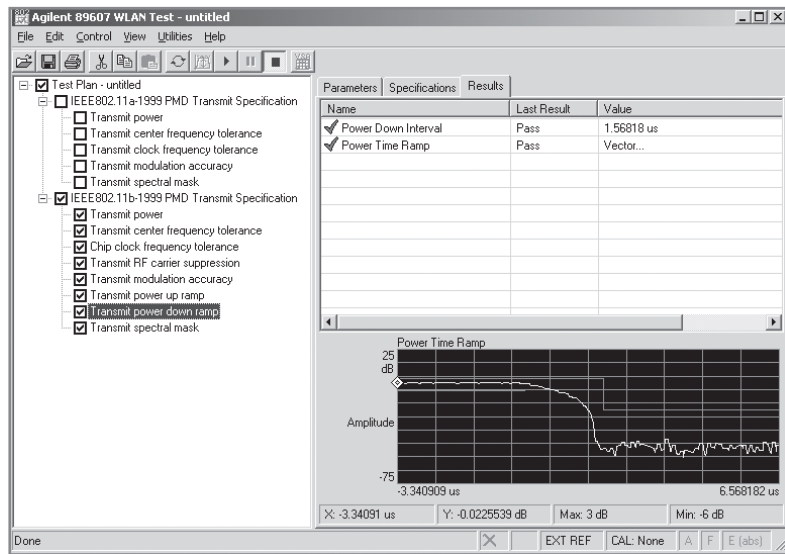 Agilent 89607 WLAN Test - untitled
File Edit Control View Utilities Help
Test Plan - untitled
IEEE802.11a-1999 PMD Transmit Specification
Transmit power
Transmit center frequency tolerance
Transmit clock frequency tolerance
Transmit modulation accuracy
Transmit spectral mask
IEEE802.11b-1999 PMD Transmit Specification
Transmit power
Transmit center frequency tolerance
Chip clock frequency tolerance
Transmit RF carrier suppression
Transmit modulation accuracy
Transmit power up ramp
Transmit power down ramp
Transmit spectral mask
Parameters Specifications Results
Name Last Result Value
Power Down Interval Pass 1.56818 us
Power Time Ramp Pass Vector...
Power Time Ramp
25
dB
Amplitude
-75
-3.340909 us 6.568182 us
X: -3.34091 us Y: -0.0225539 dB Max: 3 dB Min: -6 dB
Done EXT REF CAL: None A F E (abs)